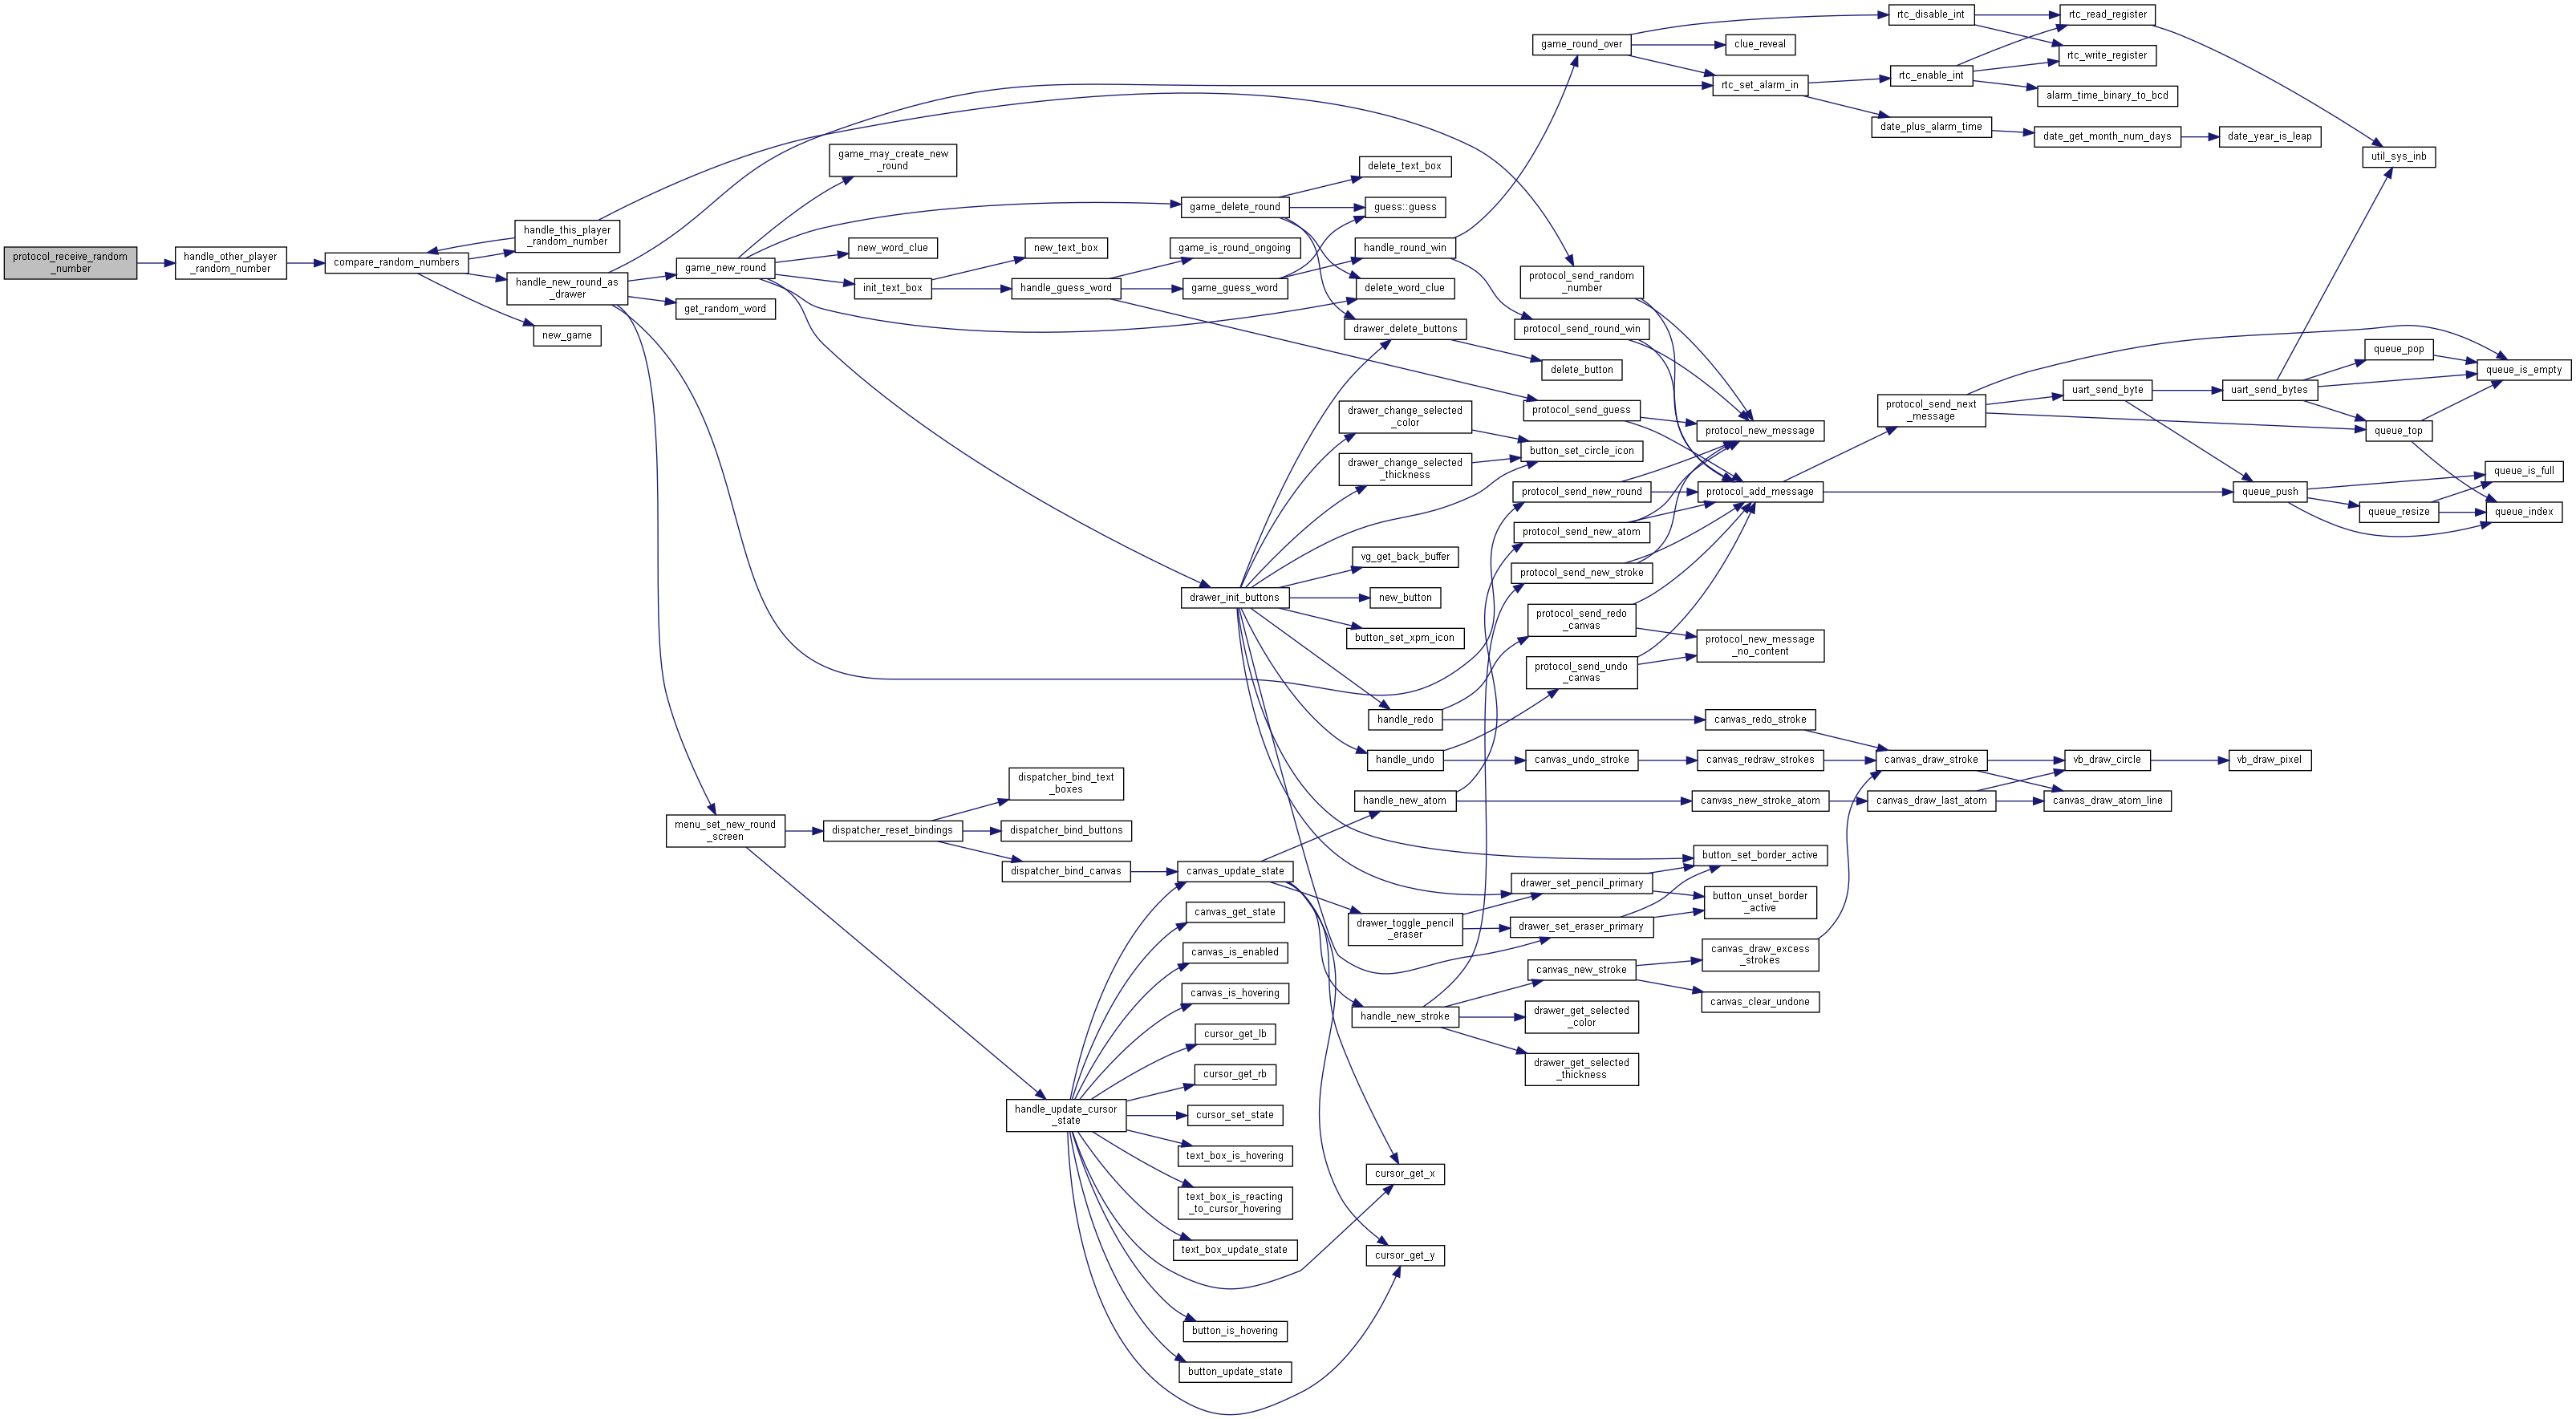 protocol_receive_random
_number
handle_other_player
_random_number
compare_random_numbers
handle_this_player
_random_number
handle_new_round_as
_drawer
new_game
game_new_round
get_random_word
menu_set_new_round
_screen
game_may_create_new
_round
new_word_clue
init_text_box
dispatcher_reset_bindings
new_text_box
handle_guess_word
dispatcher_bind_text
_boxes
dispatcher_bind_buttons
dispatcher_bind_canvas
handle_update_cursor
_state
game_delete_round
game_is_round_ongoing
game_guess_word
drawer_init_buttons
canvas_update_state
canvas_get_state
canvas_is_enabled
canvas_is_hovering
cursor_get_lb
cursor_get_rb
cursor_set_state
text_box_is_hovering
text_box_is_reacting
_to_cursor_hovering
text_box_update_state
button_is_hovering
button_update_state
delete_text_box
guess::guess
handle_round_win
delete_word_clue
drawer_delete_buttons
drawer_change_selected
_color
drawer_change_selected
_thickness
vg_get_back_buffer
new_button
button_set_xpm_icon
handle_redo
handle_undo
handle_new_atom
drawer_toggle_pencil
_eraser
handle_new_stroke
cursor_get_x
cursor_get_y
game_round_over
protocol_send_random
_number
protocol_send_round_win
delete_button
protocol_send_guess
button_set_circle_icon
protocol_send_new_round
protocol_send_new_atom
protocol_send_new_stroke
protocol_send_redo
_canvas
protocol_send_undo
_canvas
canvas_undo_stroke
drawer_set_pencil_primary
drawer_set_eraser_primary
canvas_new_stroke
drawer_get_selected
_color
drawer_get_selected
_thickness
clue_reveal
rtc_set_alarm_in
protocol_new_message
protocol_add_message
protocol_new_message
_no_content
canvas_redo_stroke
canvas_redraw_strokes
canvas_new_stroke_atom
button_set_border_active
button_unset_border
_active
canvas_draw_excess
_strokes
canvas_clear_undone
rtc_disable_int
rtc_enable_int
date_plus_alarm_time
protocol_send_next
_message
canvas_draw_stroke
canvas_draw_last_atom
rtc_read_register
rtc_write_register
alarm_time_binary_to_bcd
date_get_month_num_days
uart_send_byte
vb_draw_circle
canvas_draw_atom_line
date_year_is_leap
uart_send_bytes
queue_push
vb_draw_pixel
util_sys_inb
queue_pop
queue_top
queue_resize
queue_is_empty
queue_is_full
queue_index